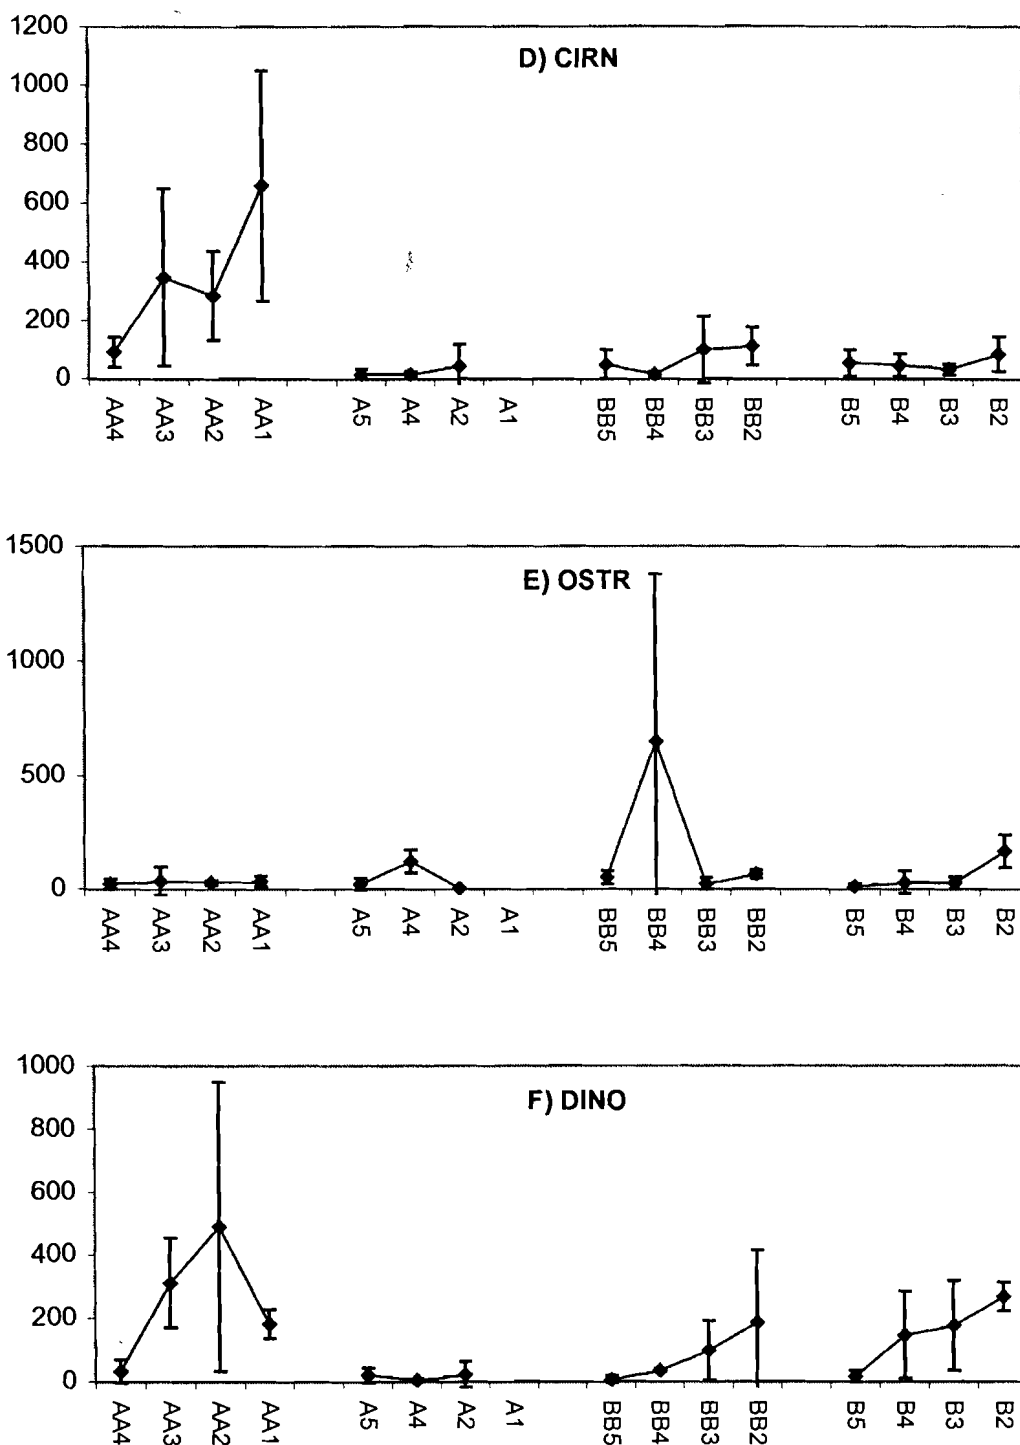 D) CIRN
1200
1000
800
600
400
200
0
AA4 AA3 AA2 AA1 A5 A4 A2 A1 BB5 BB4 BB3 BB2 B5 B4 B3 B2
E) OSTR
1500
1000
500
0
AA4 AA3 AA2 AA1 A5 A4 A2 A1 BB5 BB4 BB3 BB2 B5 B4 B3 B2
F) DINO
1000
800
600
400
200
0
AA4 AA3 AA2 AA1 A5 A4 A2 A1 BB5 BB4 BB3 BB2 B5 B4 B3 B2